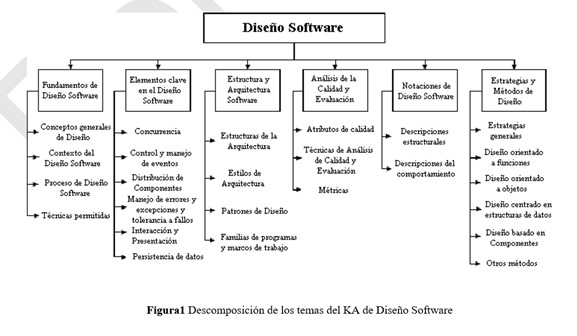 Diseño Software
Fundamentos de
Diseño Software
Conceptos generales
de Diseño
Contexto del
Diseño Software
Proceso de Diseño
Software
Técnicas permitidas
Elementos clave
en el Diseño
Software
Concurrencia
Control y manejo
de eventos
Distribución de
Componentes
Manejo de errores y
excepciones y
tolerancia a fallos
Interacción y
Presentación
Persistencia de datos
Estructura y
Arquitectura
Software
Estructuras de la
Arquitectura
Estilos de
Arquitectura
Patrones de Diseño
Familias de programas
y marcos de trabajo
Análisis de la
Calidad y
Evaluación
Atributos de calidad
Técnicas de Análisis
de Calidad y
Evaluación
Métricas
Notaciones de
Diseño Software
Descripciones
estructurales
Descripciones del
comportamiento
Estrategias y
Métodos de
Diseño
Estrategias
generales
Diseño orientado
a funciones
Diseño orientado
a objetos
Diseño centrado en
estructuras de datos
Diseño basado en
Componentes
Otros métodos
Figura1 Descomposición de los temas del KA de Diseño Software